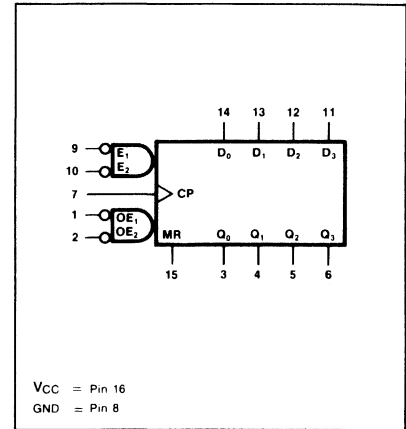 14 13 12 11
9 E₁ D₀ D₁ D₂ D₃
10 E₂
7 CP
1 OE₁
2 OE₂ MR Q₀ Q₁ Q₂ Q₃
15 3 4 5 6
VCC = Pin 16
GND = Pin 8